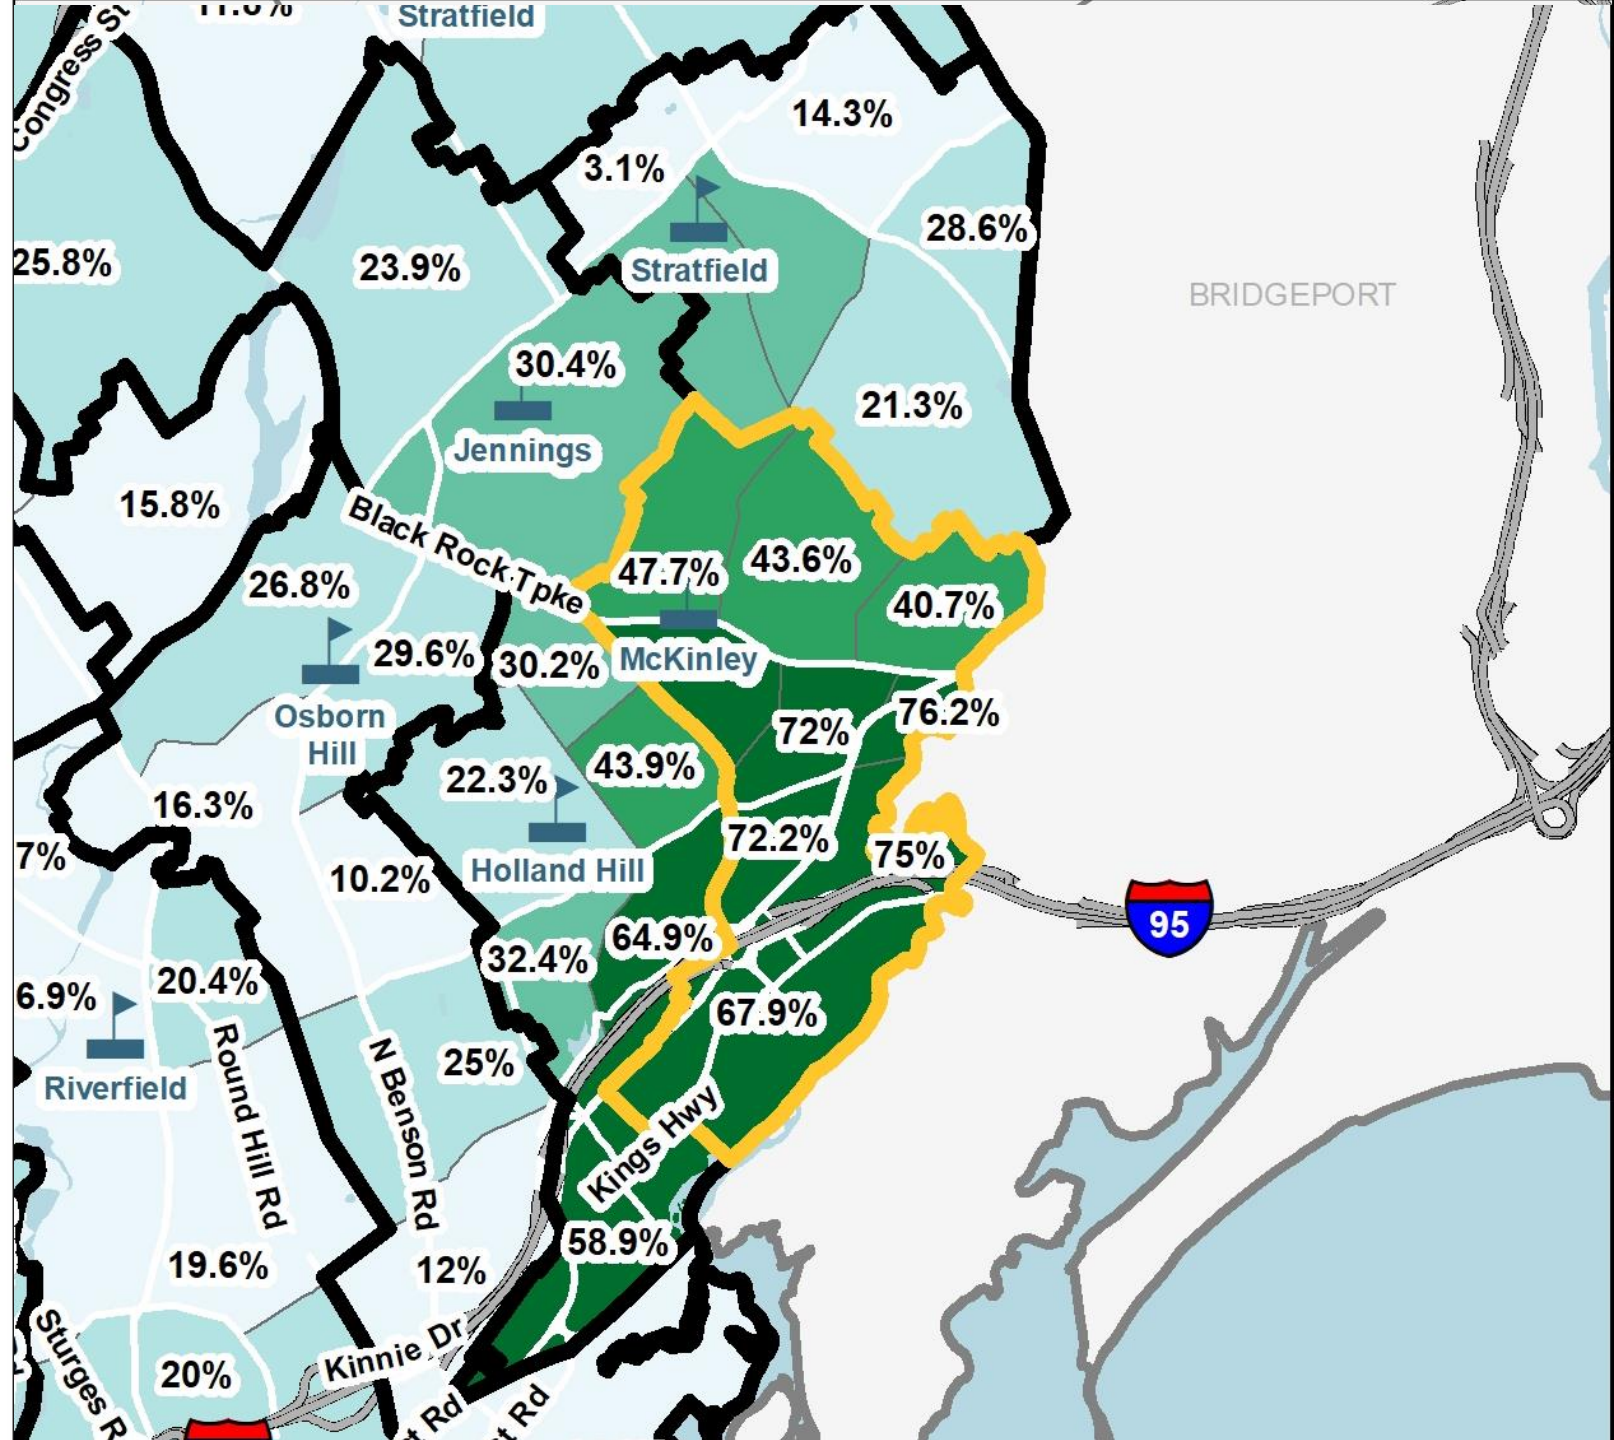 11.8%
Stratfield
Congress St
14.3%
3.1%
28.6%
25.8%
23.9%
Stratfield
BRIDGEPORT
30.4%
21.3%
Jennings
15.8%
Black Rock Tpke
47.7%
43.6%
26.8%
40.7%
29.6%
30.2%
McKinley
Osborn
Hill
72%
76.2%
22.3%
43.9%
16.3%
72.2%
75%
7%
Holland Hill
10.2%
95
64.9%
32.4%
20.4%
6.9%
67.9%
25%
Riverfield
Round Hill Rd
N Benson Rd
Kings Hwy
58.9%
19.6%
12%
Sturges R
Kinnie Dr
20%
t Rd
t Rd